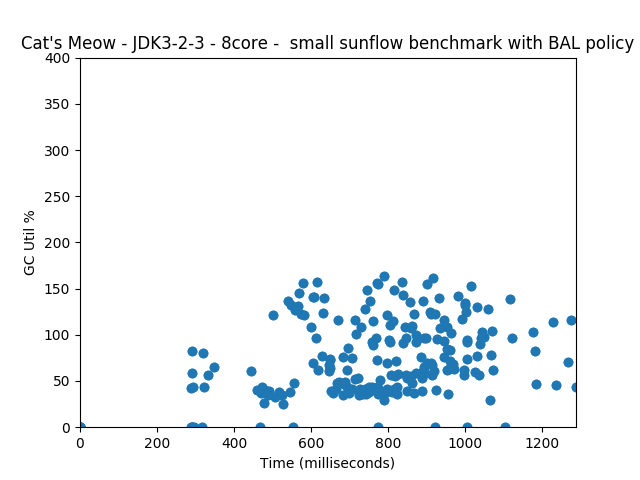 Cat's Meow - JDK3-2-3 - 8core -  small sunflow benchmark with BAL policy
400
350
300
250
200
150
100
50
0
GC Util %
0 200 400 600 800 1000 1200
Time (milliseconds)